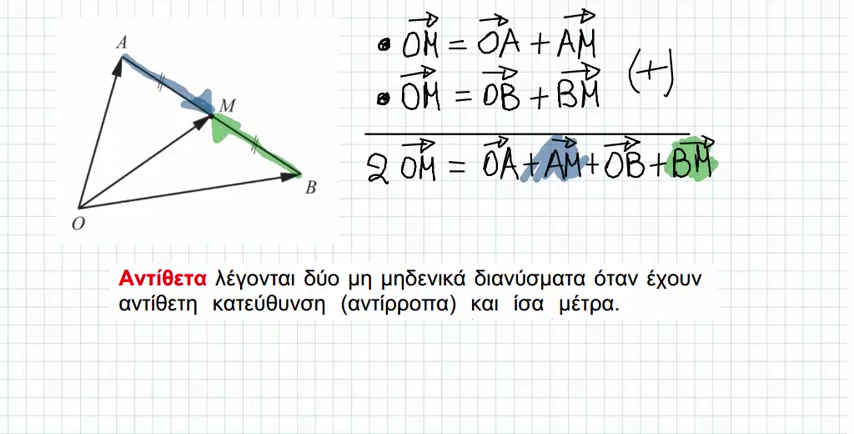 A
M
B
O
• OM = OA + AM
• OM = OB + BM (+)
2 OM = OA + AM + OB + BM
Αντίθετα λέγονται δύο μη μηδενικά διανύσματα όταν έχουν
αντίθετη κατεύθυνση (αντίρροπα) και ίσα μέτρα.